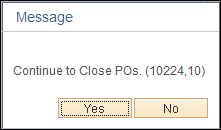 Message
Continue to Close POs. (10224,10)
Yes
No